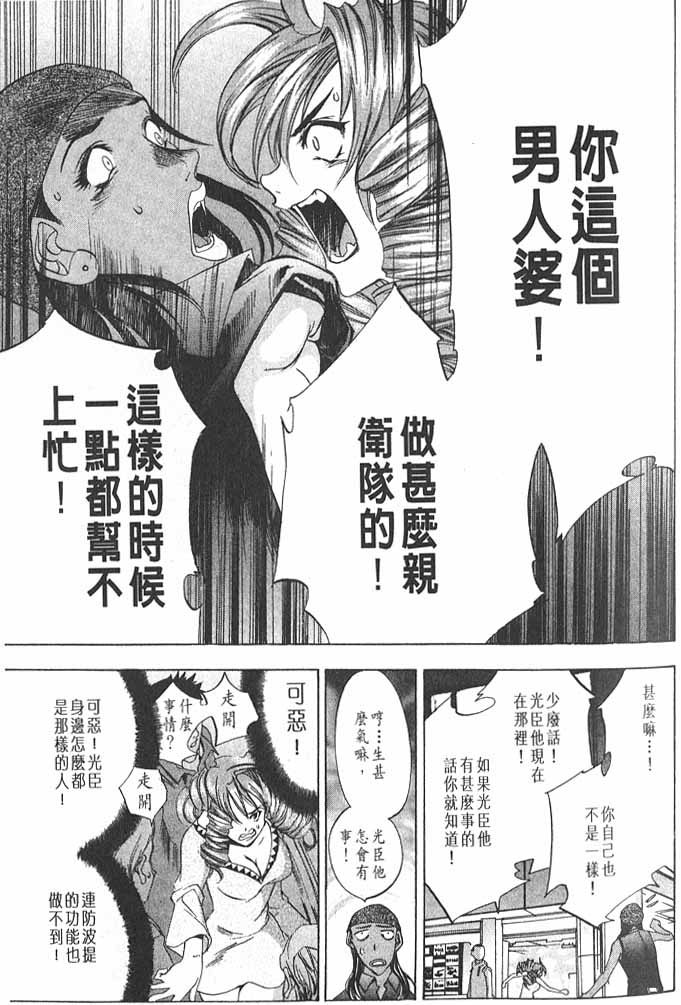 你這個
男人婆！
做甚麼親
衛隊的！
這樣的時候
一點都幫不
上忙！
甚麼嘛…！
你自己也
不是一樣！
少廢話！
光臣他現在
在那裡！
如果光臣他
有甚麼事的
話你就知道！
哼…生甚
麼氣嘛，
光臣他
怎會有
事！
可惡！
走開
什麼
事情？
走開
可惡！光臣
身邊怎麼都
是那樣的人！
連防波提
的功能也
做不到！